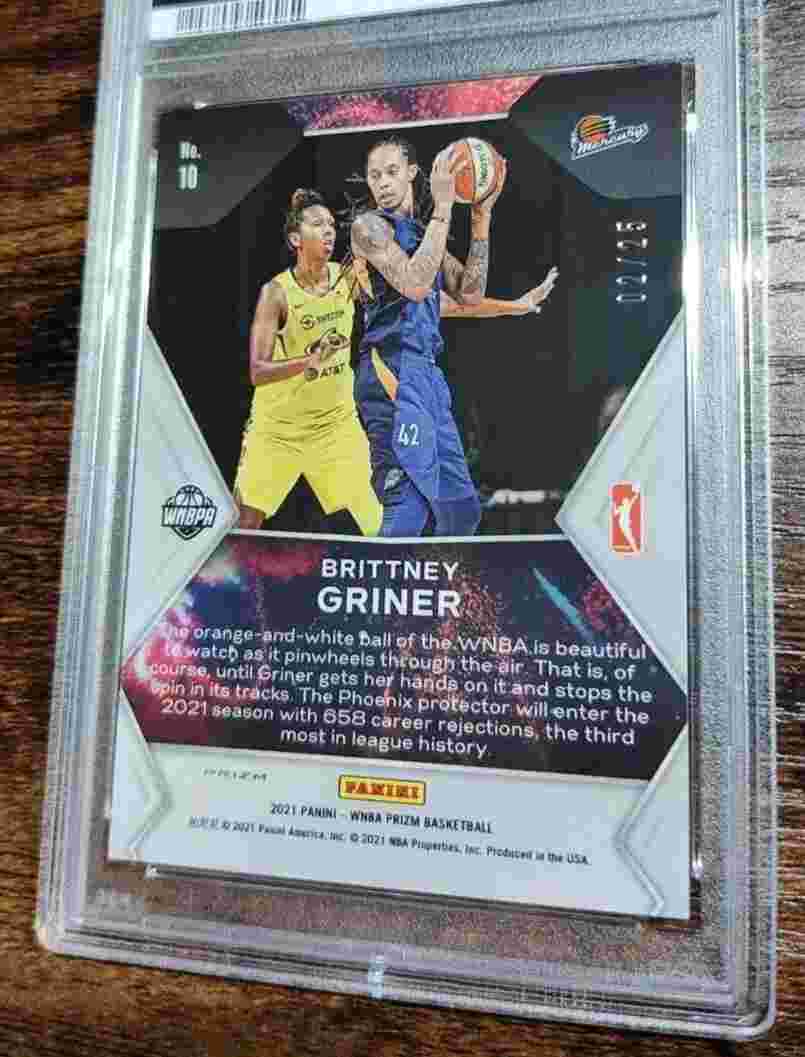 No.
10
Mercury
02/25
AT&T
42
WNBPA
BRITTNEY
GRINER
The orange-and-white ball of the WNBA is beautiful
to watch as it pinwheels through the air. That is, of
course, until Griner gets her hands on it and stops the
spin in its tracks. The Phoenix protector will enter the
2021 season with 658 career rejections, the third
most in league history.
PRIZM
PANINI
2021 PANINI - WNBA PRIZM BASKETBALL
© 2021 Panini America, Inc. © 2021 NBA Properties, Inc. Produced in the USA.